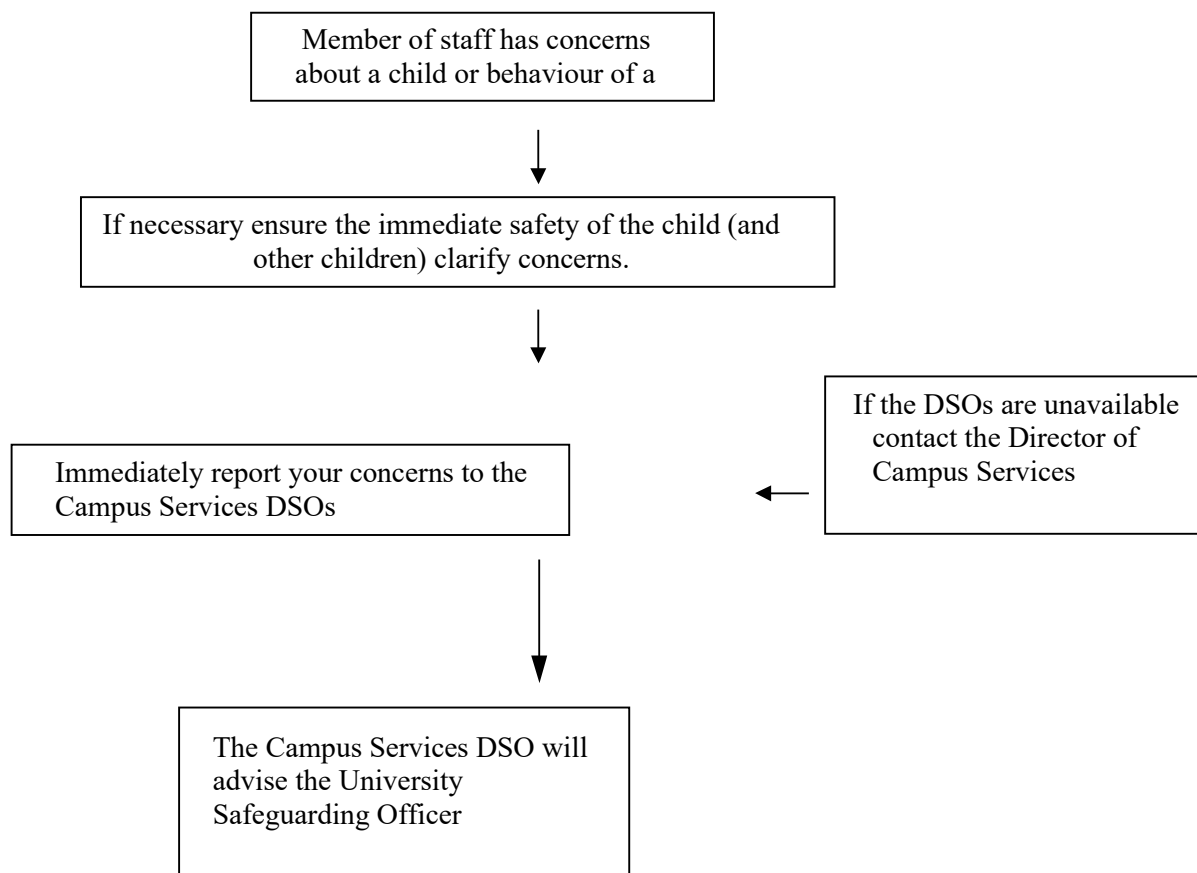 Member of staff has concerns
about a child or behaviour of a
If necessary ensure the immediate safety of the child (and
other children) clarify concerns.
If the DSOs are unavailable
contact the Director of
Campus Services
Immediately report your concerns to the
Campus Services DSOs
The Campus Services DSO will
advise the University
Safeguarding Officer